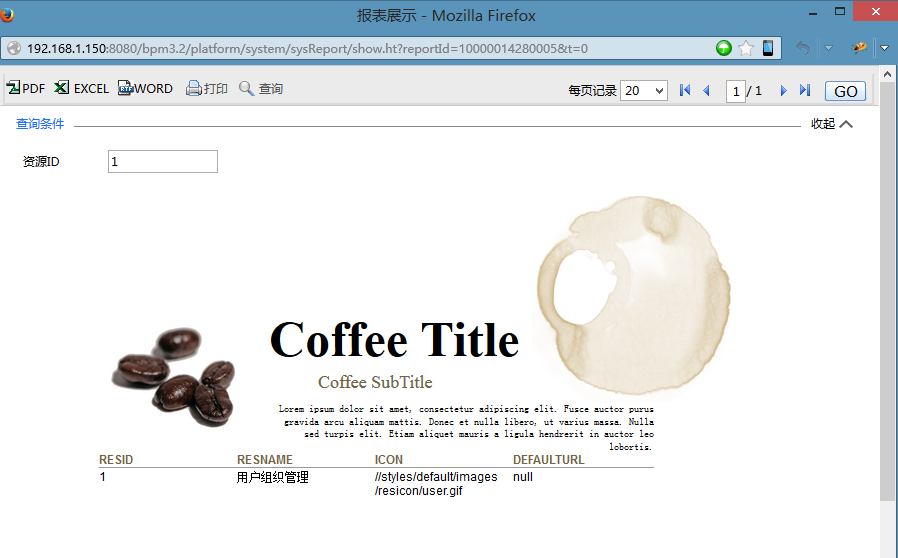 报表展示 - Mozilla Firefox
192.168.1.150:8080/bpm3.2/platform/system/sysReport/show.ht?reportId=10000014280005&t=0
PDF EXCEL WORD 打印 查询 每页记录 20 1 / 1 GO
查询条件 收起
资源ID 1
Coffee Title
Coffee SubTitle
Lorem ipsum dolor sit amet, consectetur adipiscing elit. Fusce auctor purus
gravida arcu aliquam mattis. Donec et nulla libero, ut varius massa. Nulla
sed turpis elit. Etiam aliquet mauris a ligula hendrerit in auctor leo
lobortis.
RESID RESNAME ICON DEFAULTURL
1 用户组织管理 //styles/default/images null
/resicon/user.gif